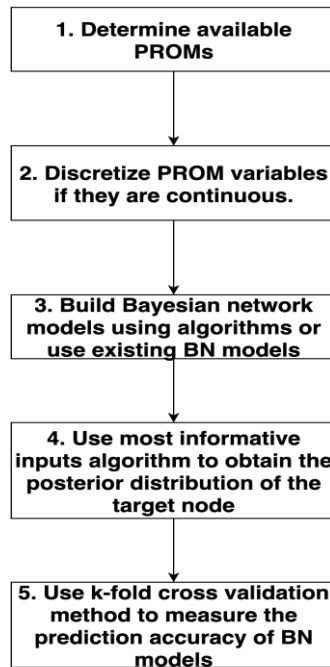 1. Determine available
PROMs
2. Discretize PROM variables
if they are continuous.
3. Build Bayesian network
models using algorithms or
use existing BN models
4. Use most informative
inputs algorithm to obtain the
posterior distribution of the
target node
5. Use k-fold cross validation
method to measure the
prediction accuracy of BN
models